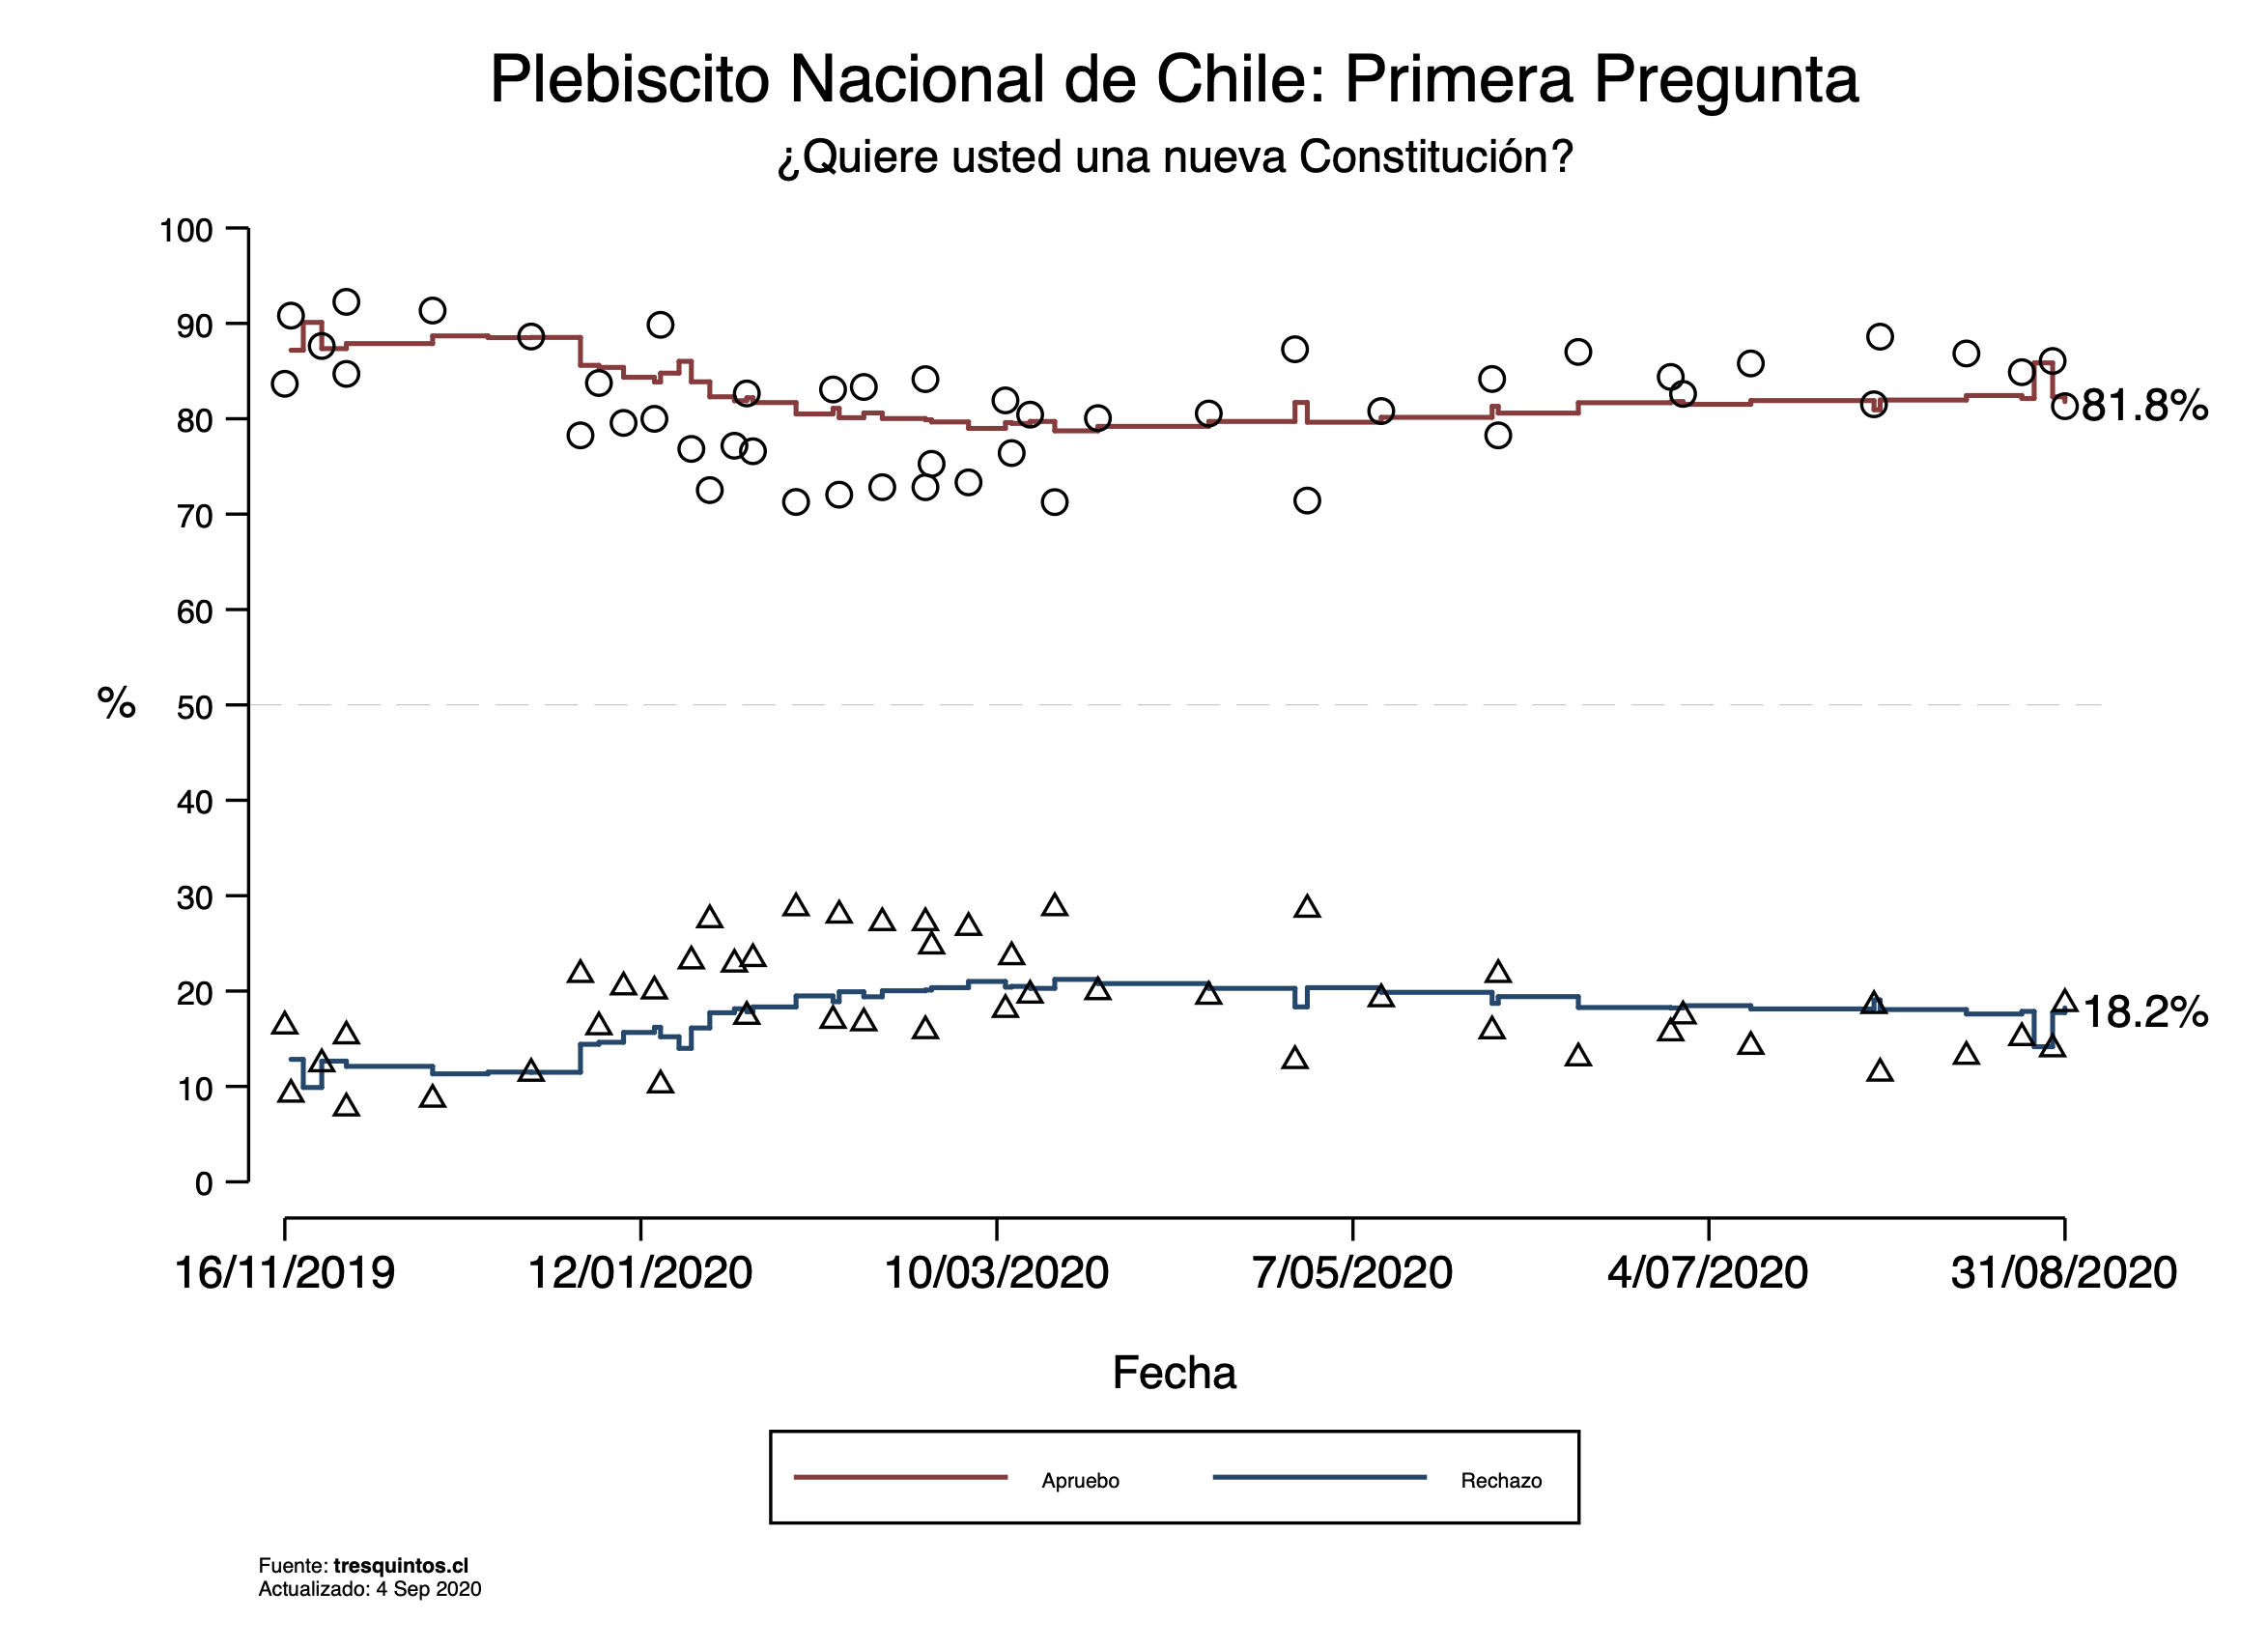 Plebiscito Nacional de Chile: Primera Pregunta
¿Quiere usted una nueva Constitución?
100
90
80
70
60
50
40
30
20
10
0
%
81.8%
18.2%
16/11/2019 12/01/2020 10/03/2020 7/05/2020 4/07/2020 31/08/2020
Fecha
Apruebo Rechazo
Fuente: tresquintos.cl
Actualizado: 4 Sep 2020